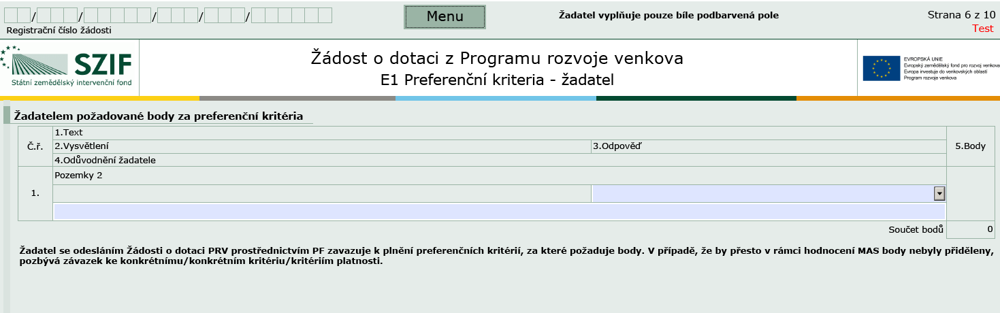 / / / / / /
Menu
Žadatel vyplňuje pouze bíle podbarvená pole
Strana 6 z 10
Registrační číslo žádosti
Test
SZIF
Státní zemědělský intervenční fond
Žádost o dotaci z Programu rozvoje venkova
E1 Preferenční kriteria - žadatel
EVROPSKÁ UNIE
Evropský zemědělský fond pro rozvoj venkova
Evropa investuje do venkovských oblastí
Program rozvoje venkova
Žadatelem požadované body za preferenční kritéria
Č.ř.
1.Text
2.Vysvětlení
3.Odpověď
4.Odůvodnění žadatele
5.Body
1.
Pozemky 2
Součet bodů
0
Žadatel se odesláním Žádosti o dotaci PRV prostřednictvím PF zavazuje k plnění preferenčních kritérií, za které požaduje body. V případě, že by přesto v rámci hodnocení MAS body nebyly přiděleny,
pozbývá závazek ke konkrétnímu/konkrétním kritériu/kritériím platnosti.